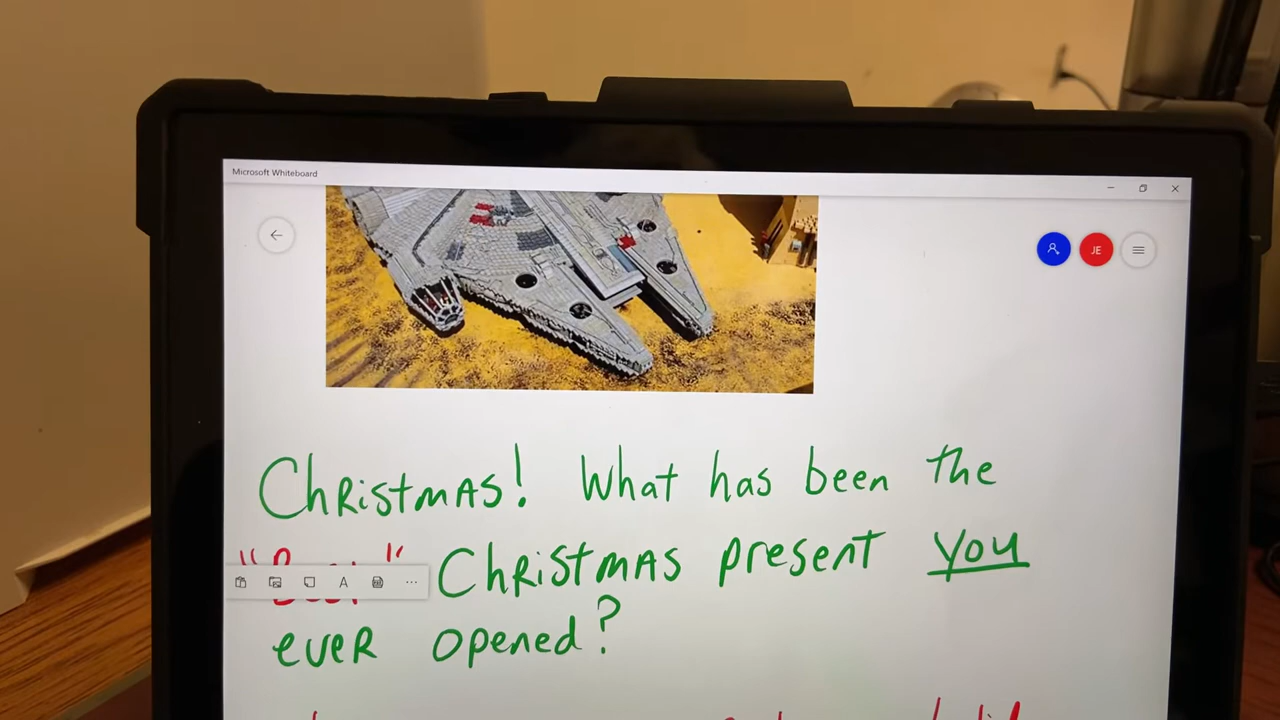 Microsoft Whiteboard
JE
Christmas! What has been the
Christmas present you
ever opened?